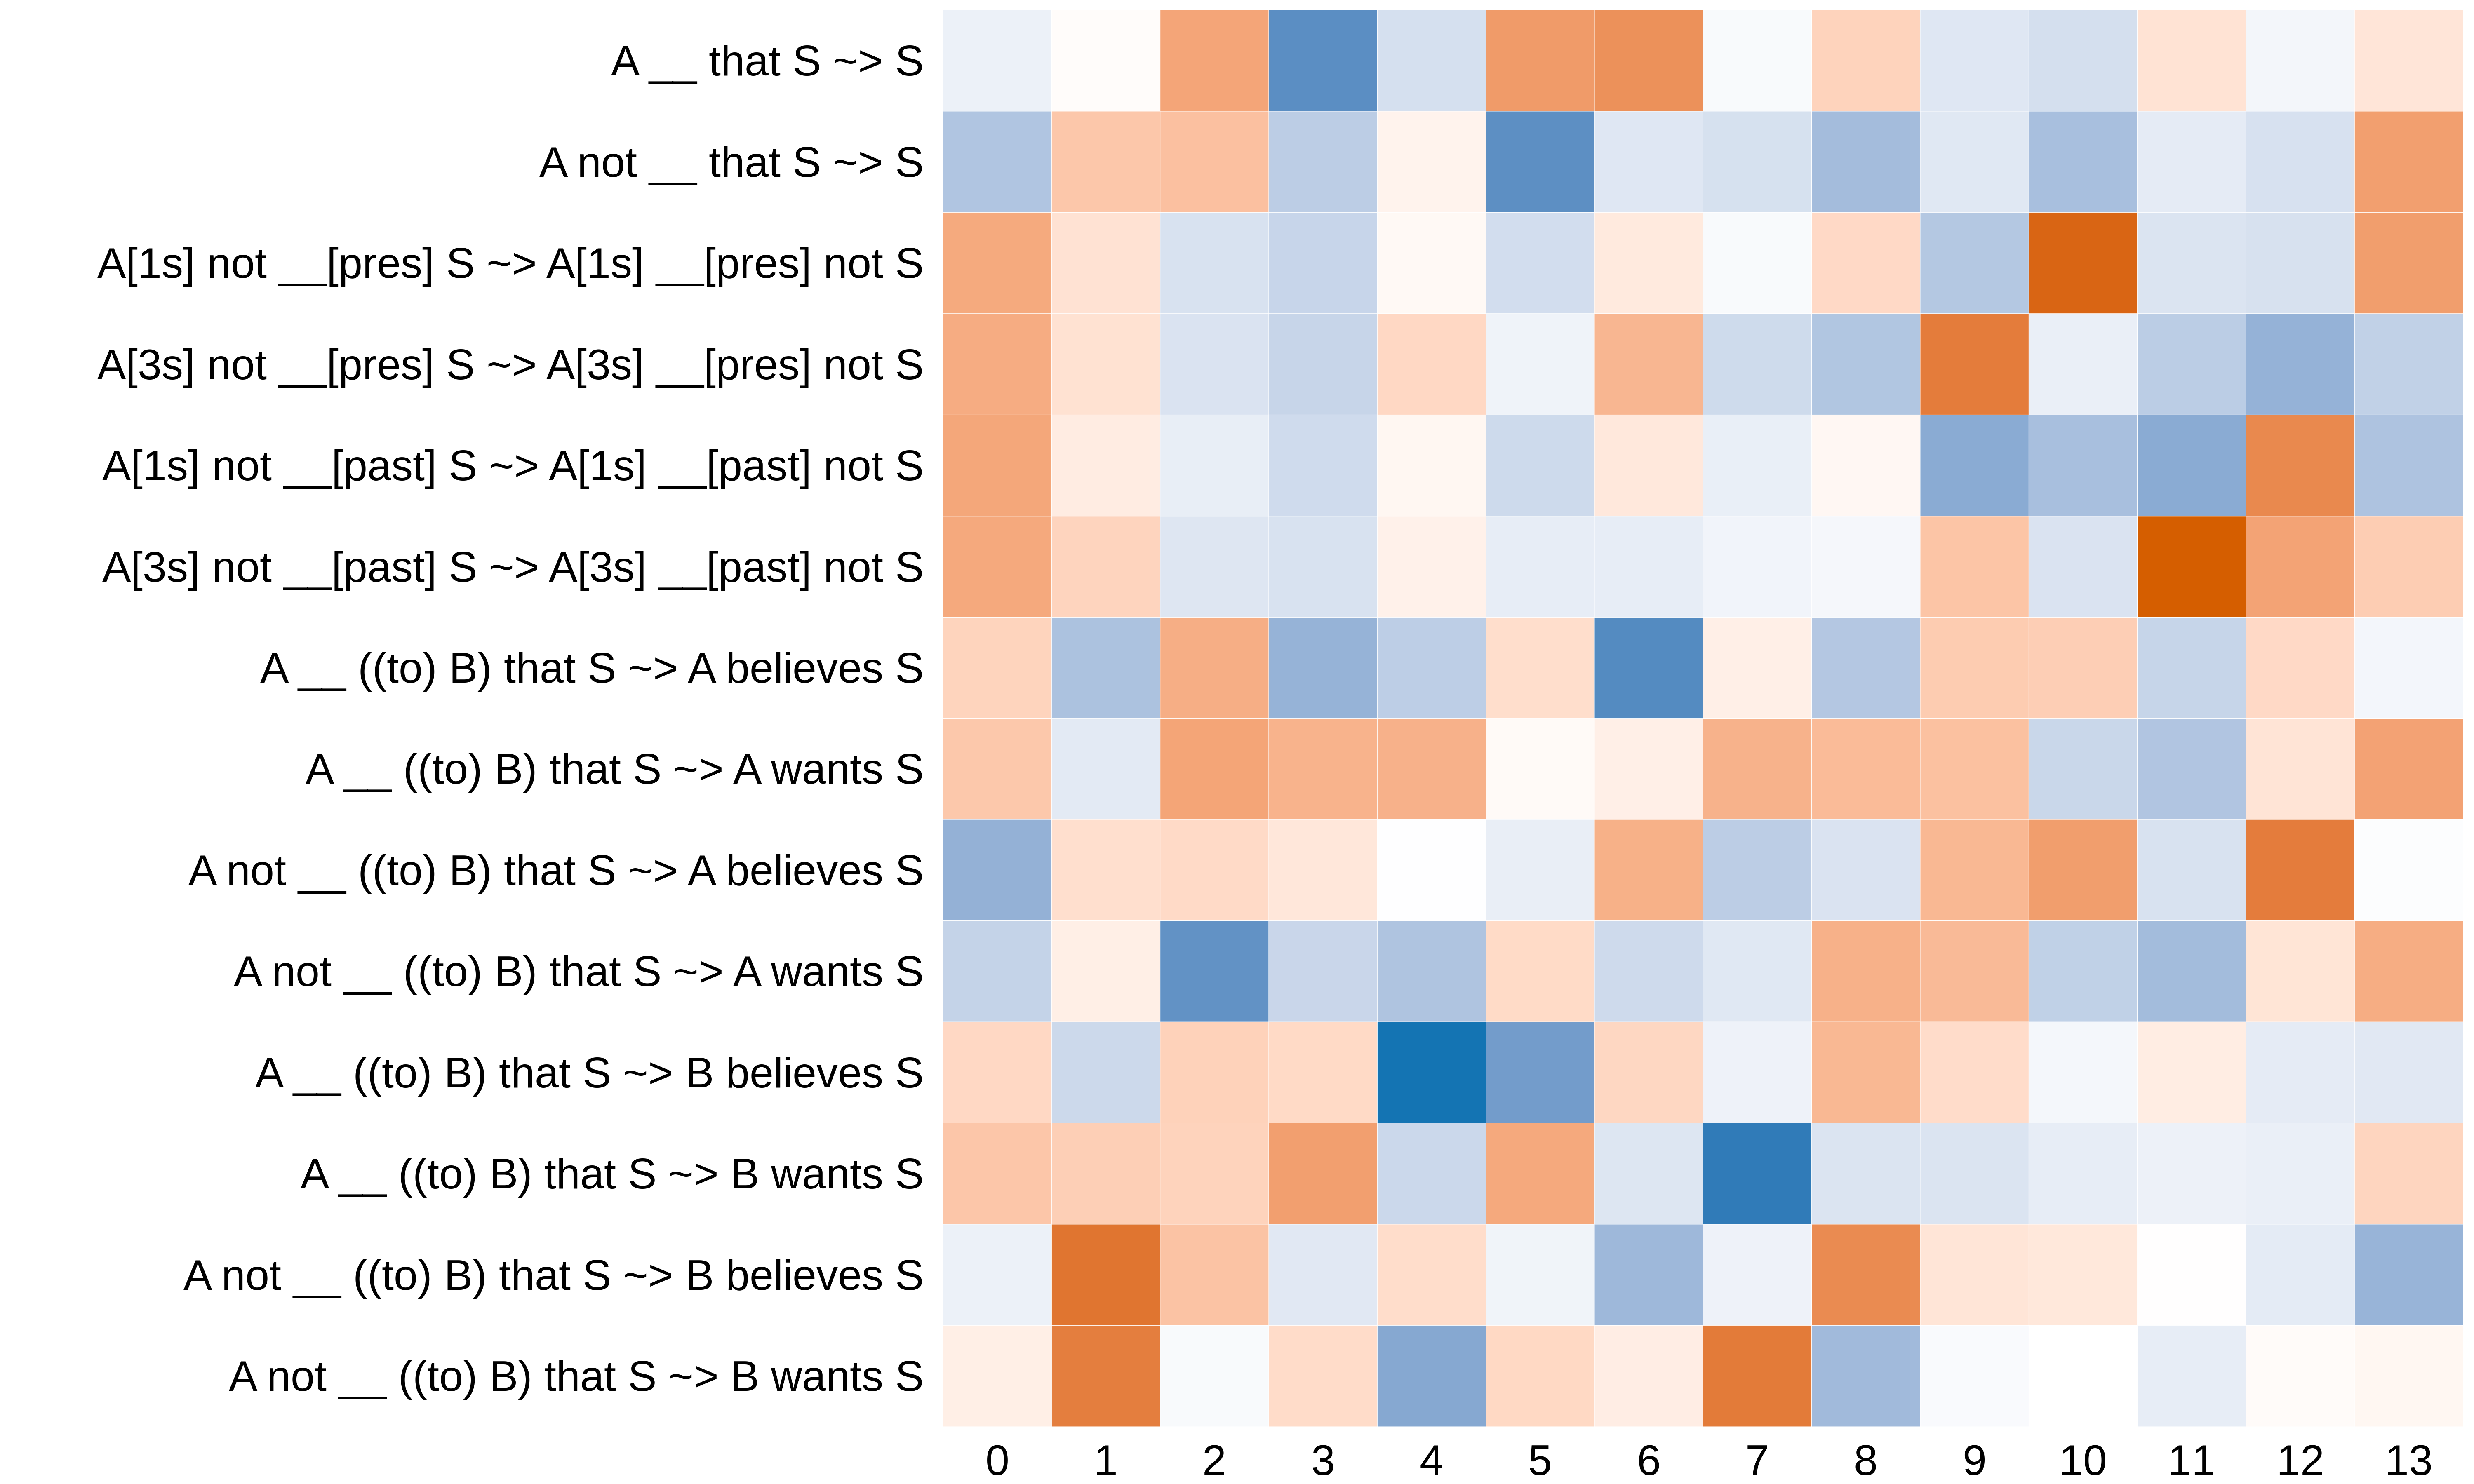 A __ that S ~> S
A not __ that S ~> S
A[1s] not __[pres] S ~> A[1s] __[pres] not S
A[3s] not __[pres] S ~> A[3s] __[pres] not S
A[1s] not __[past] S ~> A[1s] __[past] not S
A[3s] not __[past] S ~> A[3s] __[past] not S
A __ ((to) B) that S ~> A believes S
A __ ((to) B) that S ~> A wants S
A not __ ((to) B) that S ~> A believes S
A not __ ((to) B) that S ~> A wants S
A __ ((to) B) that S ~> B believes S
A __ ((to) B) that S ~> B wants S
A not __ ((to) B) that S ~> B believes S
A not __ ((to) B) that S ~> B wants S
0 1 2 3 4 5 6 7 8 9 10 11 12 13